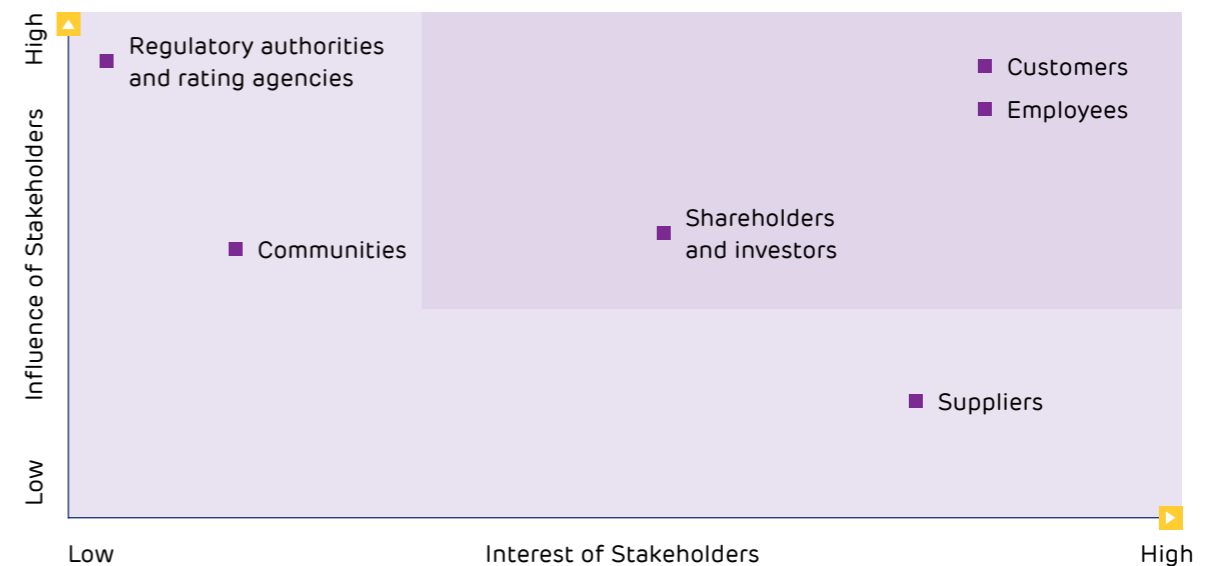 High
Influence of Stakeholders
Low
Regulatory authorities
and rating agencies
Customers
Employees
Shareholders
and investors
Communities
Suppliers
Low
Interest of Stakeholders
High